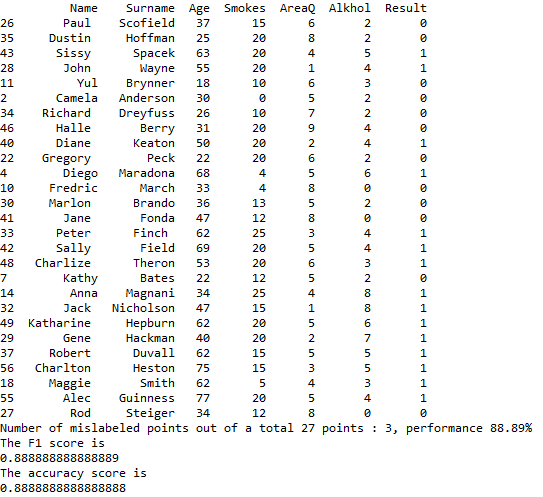 Name Surname Age Smokes AreaQ Alkhol Result
26 Paul Scofield 37 15 6 2 0
35 Dustin Hoffman 25 20 8 2 0
43 Sissy Spacek 63 20 4 5 1
28 John Wayne 55 20 1 4 1
11 Yul Brynner 18 10 6 3 0
2 Camela Anderson 30 0 5 2 0
34 Richard Dreyfuss 26 10 7 2 0
46 Halle Berry 31 20 9 4 0
40 Diane Keaton 50 20 2 4 1
22 Gregory Peck 22 20 6 2 0
4 Diego Maradona 68 4 5 6 1
10 Fredric March 33 4 8 0 0
30 Marlon Brando 36 13 5 2 0
41 Jane Fonda 47 12 8 0 0
33 Peter Finch 62 25 3 4 1
42 Sally Field 69 20 5 4 1
48 Charlize Theron 53 20 6 3 1
7 Kathy Bates 22 12 5 2 0
14 Anna Magnani 34 25 4 8 1
32 Jack Nicholson 47 15 1 8 1
49 Katharine Hepburn 62 20 5 6 1
29 Gene Hackman 40 20 2 7 1
37 Robert Duvall 62 15 5 5 1
56 Charlton Heston 75 15 3 5 1
18 Maggie Smith 62 5 4 3 1
55 Alec Guinness 77 20 5 4 1
27 Rod Steiger 34 12 8 0 0
Number of mislabeled points out of a total 27 points : 3, performance 88.89%
The F1 score is
0.888888888888889
The accuracy score is
0.8888888888888888